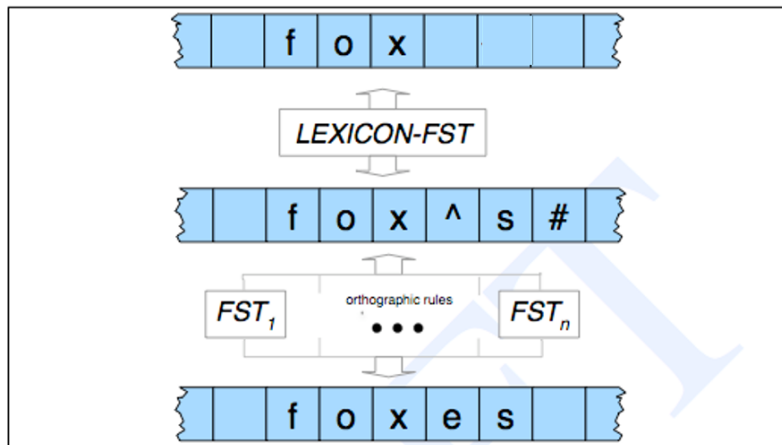 f o x
LEXICON-FST
f o x ^ s #
orthographic rules
FST1 ••• FSTn
f o x e s